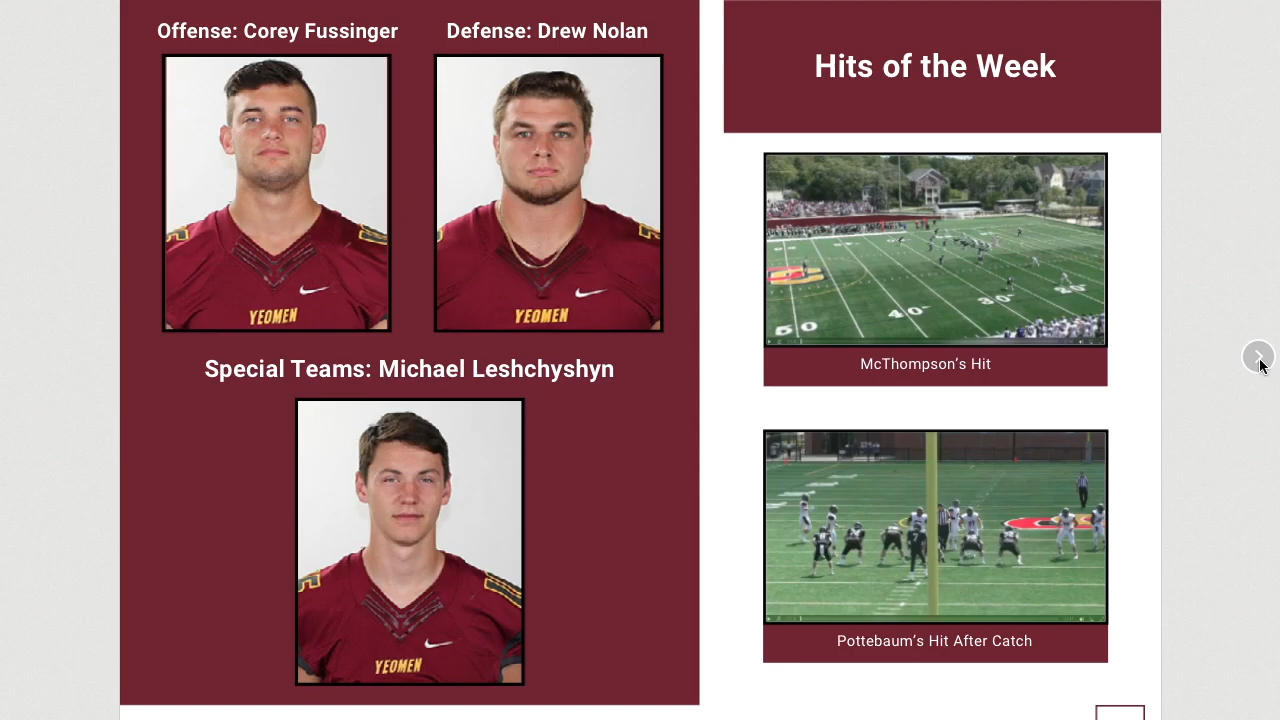 Offense: Corey Fussinger
Defense: Drew Nolan
YEOMEN
YEOMEN
Special Teams: Michael Leshchyshyn
YEOMEN
Hits of the Week
50
40
30
20
McThompson's Hit
7
Pottebaum's Hit After Catch